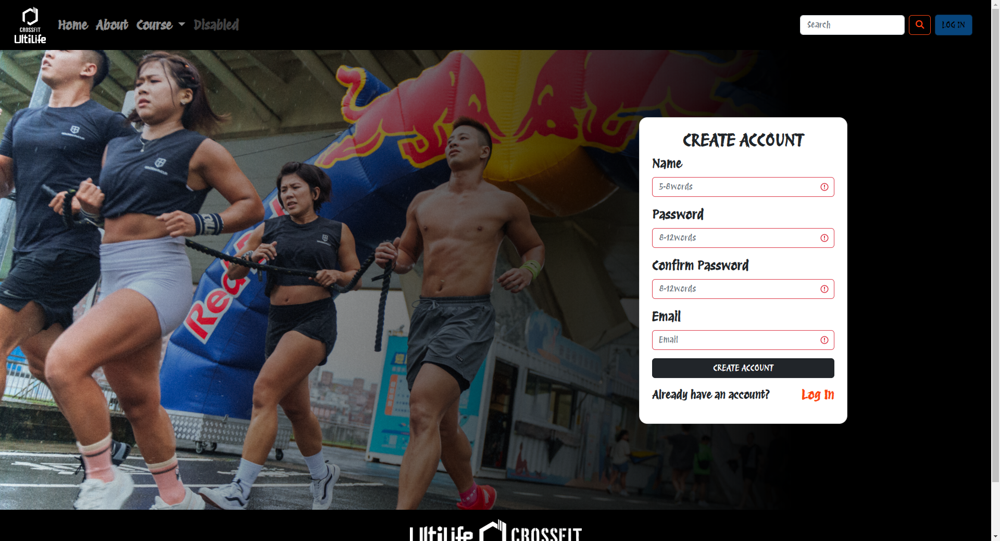 CROSSFIT
UltiLife
Home About Course Disabled
Search
LOG IN
Red
CREATE ACCOUNT
Name
5-8words
Password
8-12words
Confirm Password
8-12words
Email
Email
CREATE ACCOUNT
Already have an account? Log In
UltiLife CROSSFIT